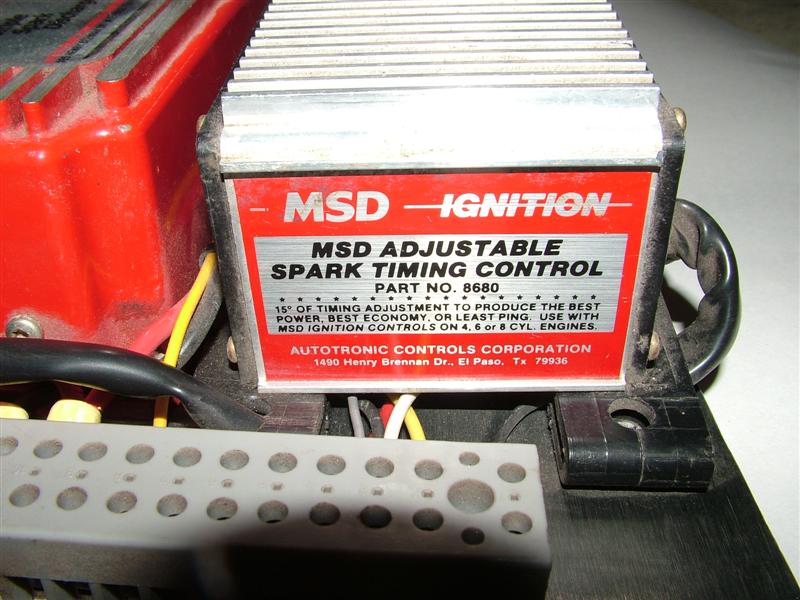 MSD IGNITION
MSD ADJUSTABLE
SPARK TIMING CONTROL
PART NO. 8680
* * * * * * * * * * * * * * * * * *
15° OF TIMING ADJUSTMENT TO PRODUCE THE BEST
POWER, BEST ECONOMY, OR LEAST PING. USE WITH
MSD IGNITION CONTROLS ON 4, 6 or 8 CYL. ENGINES.
AUTOTRONIC CONTROLS CORPORATION
1490 Henry Brennan Dr., El Paso, Tx 79936